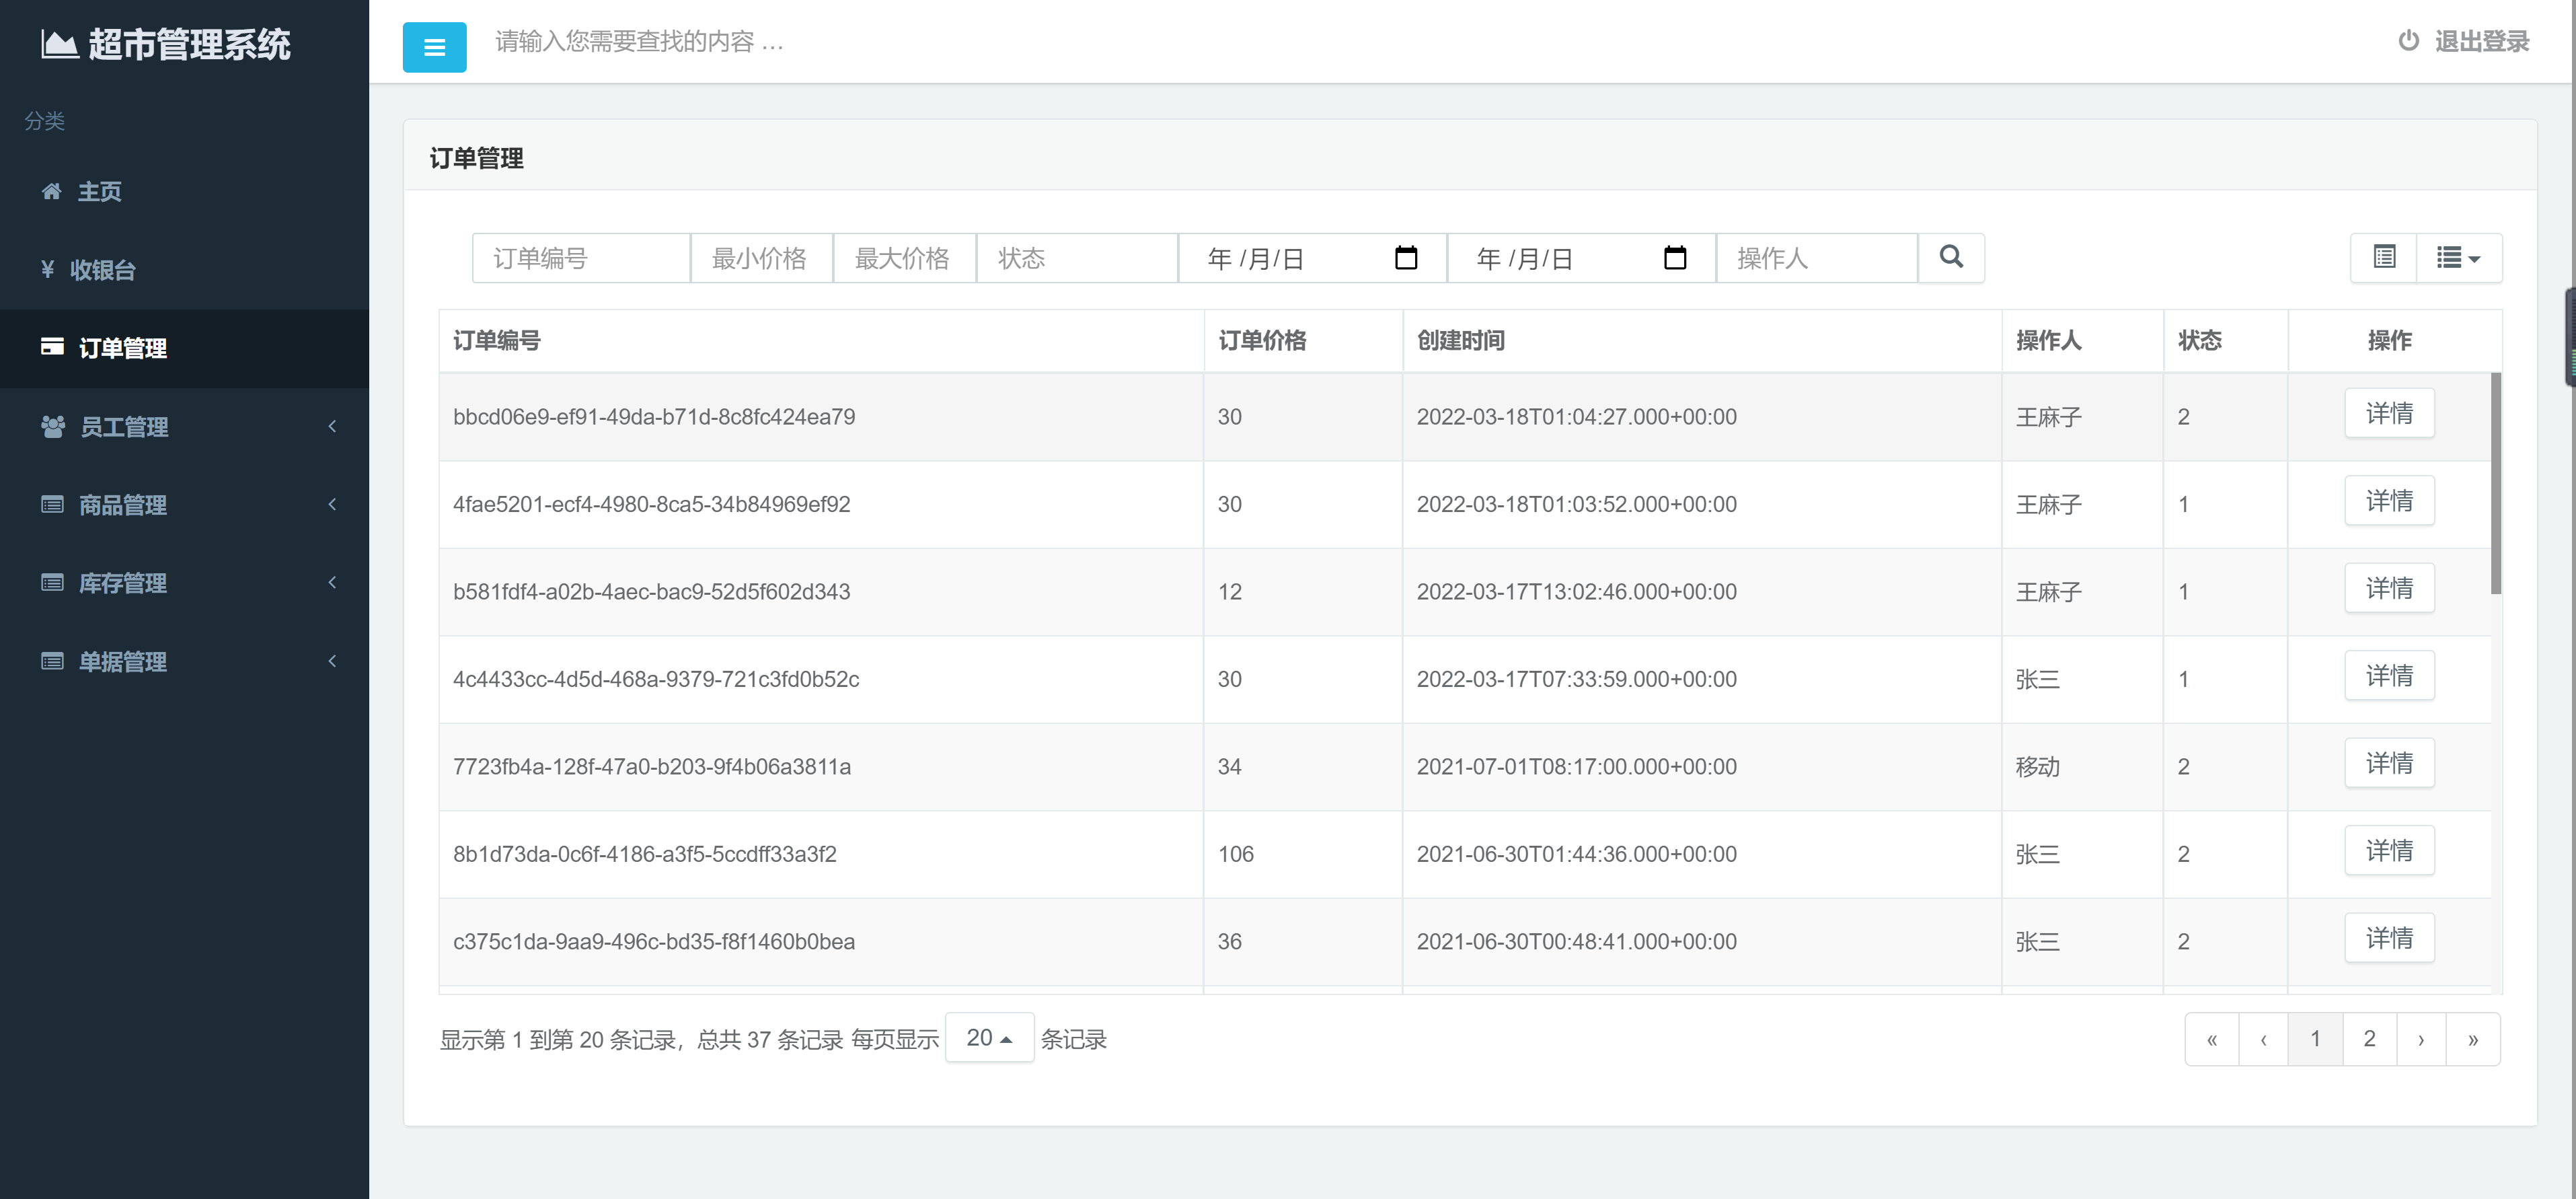 超市管理系统
分类
主页
¥ 收银台
订单管理
员工管理
商品管理
库存管理
单据管理
请输入您需要查找的内容 ...
退出登录
订单管理
订单编号 最小价格 最大价格 状态 年 /月/日 年 /月/日 操作人
订单编号 订单价格 创建时间 操作人 状态 操作
bbcd06e9-ef91-49da-b71d-8c8fc424ea79 30 2022-03-18T01:04:27.000+00:00 王麻子 2 详情
4fae5201-ecf4-4980-8ca5-34b84969ef92 30 2022-03-18T01:03:52.000+00:00 王麻子 1 详情
b581fdf4-a02b-4aec-bac9-52d5f602d343 12 2022-03-17T13:02:46.000+00:00 王麻子 1 详情
4c4433cc-4d5d-468a-9379-721c3fd0b52c 30 2022-03-17T07:33:59.000+00:00 张三 1 详情
7723fb4a-128f-47a0-b203-9f4b06a3811a 34 2021-07-01T08:17:00.000+00:00 移动 2 详情
8b1d73da-0c6f-4186-a3f5-5ccdff33a3f2 106 2021-06-30T01:44:36.000+00:00 张三 2 详情
c375c1da-9aa9-496c-bd35-f8f1460b0bea 36 2021-06-30T00:48:41.000+00:00 张三 2 详情
显示第 1 到第 20 条记录，总共 37 条记录 每页显示 20 条记录
« ‹ 1 2 › »